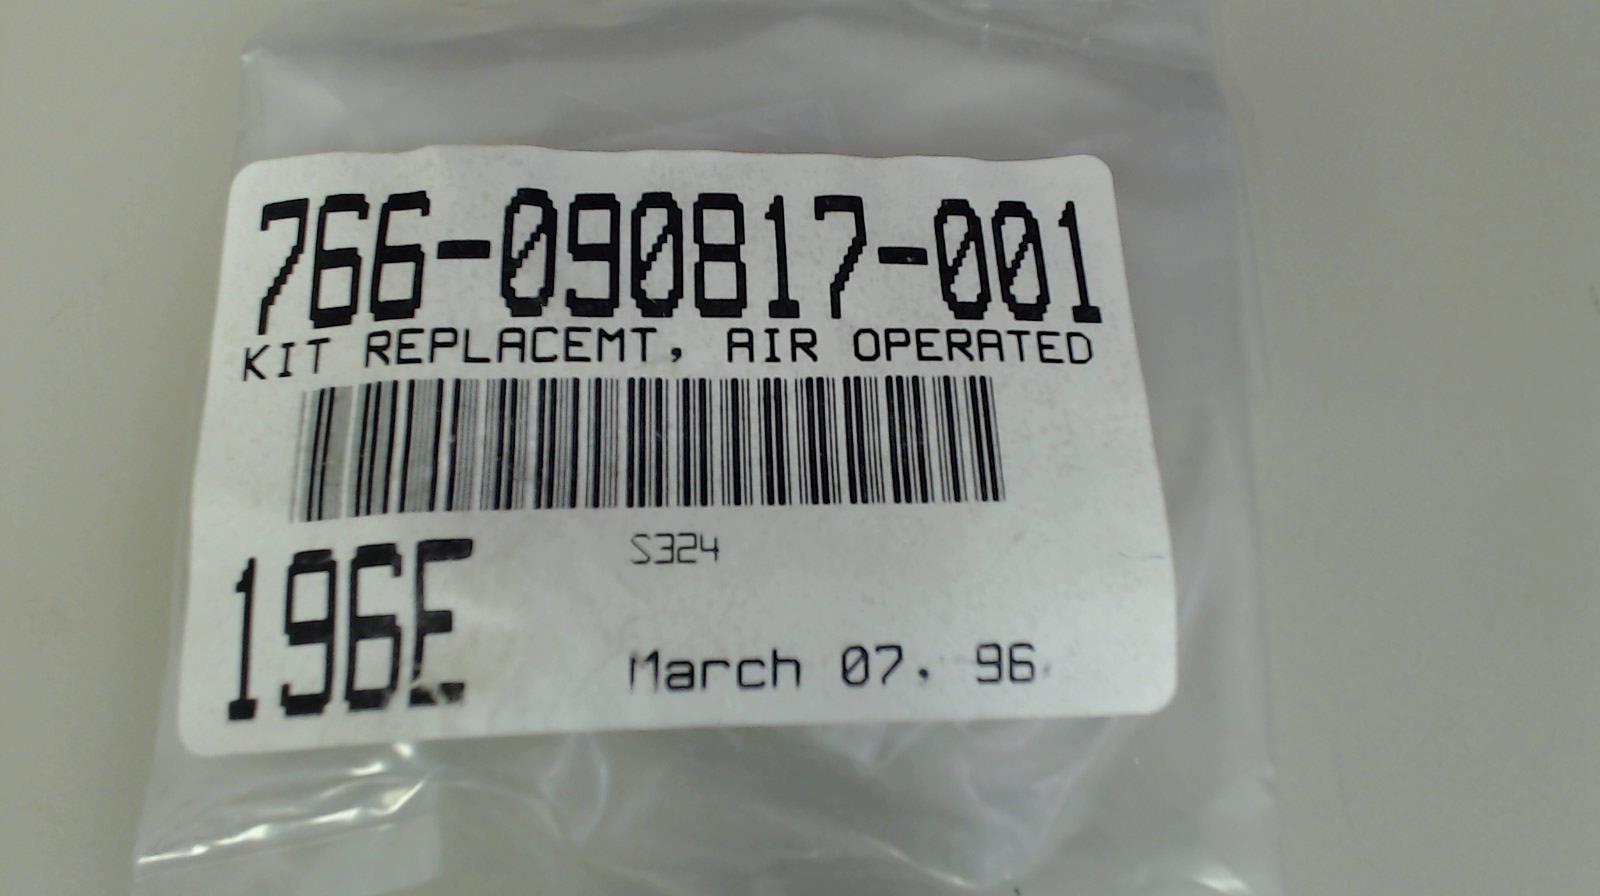 766-090817-001
KIT REPLACEMT, AIR OPERATED
S324
196E
March 07. 96